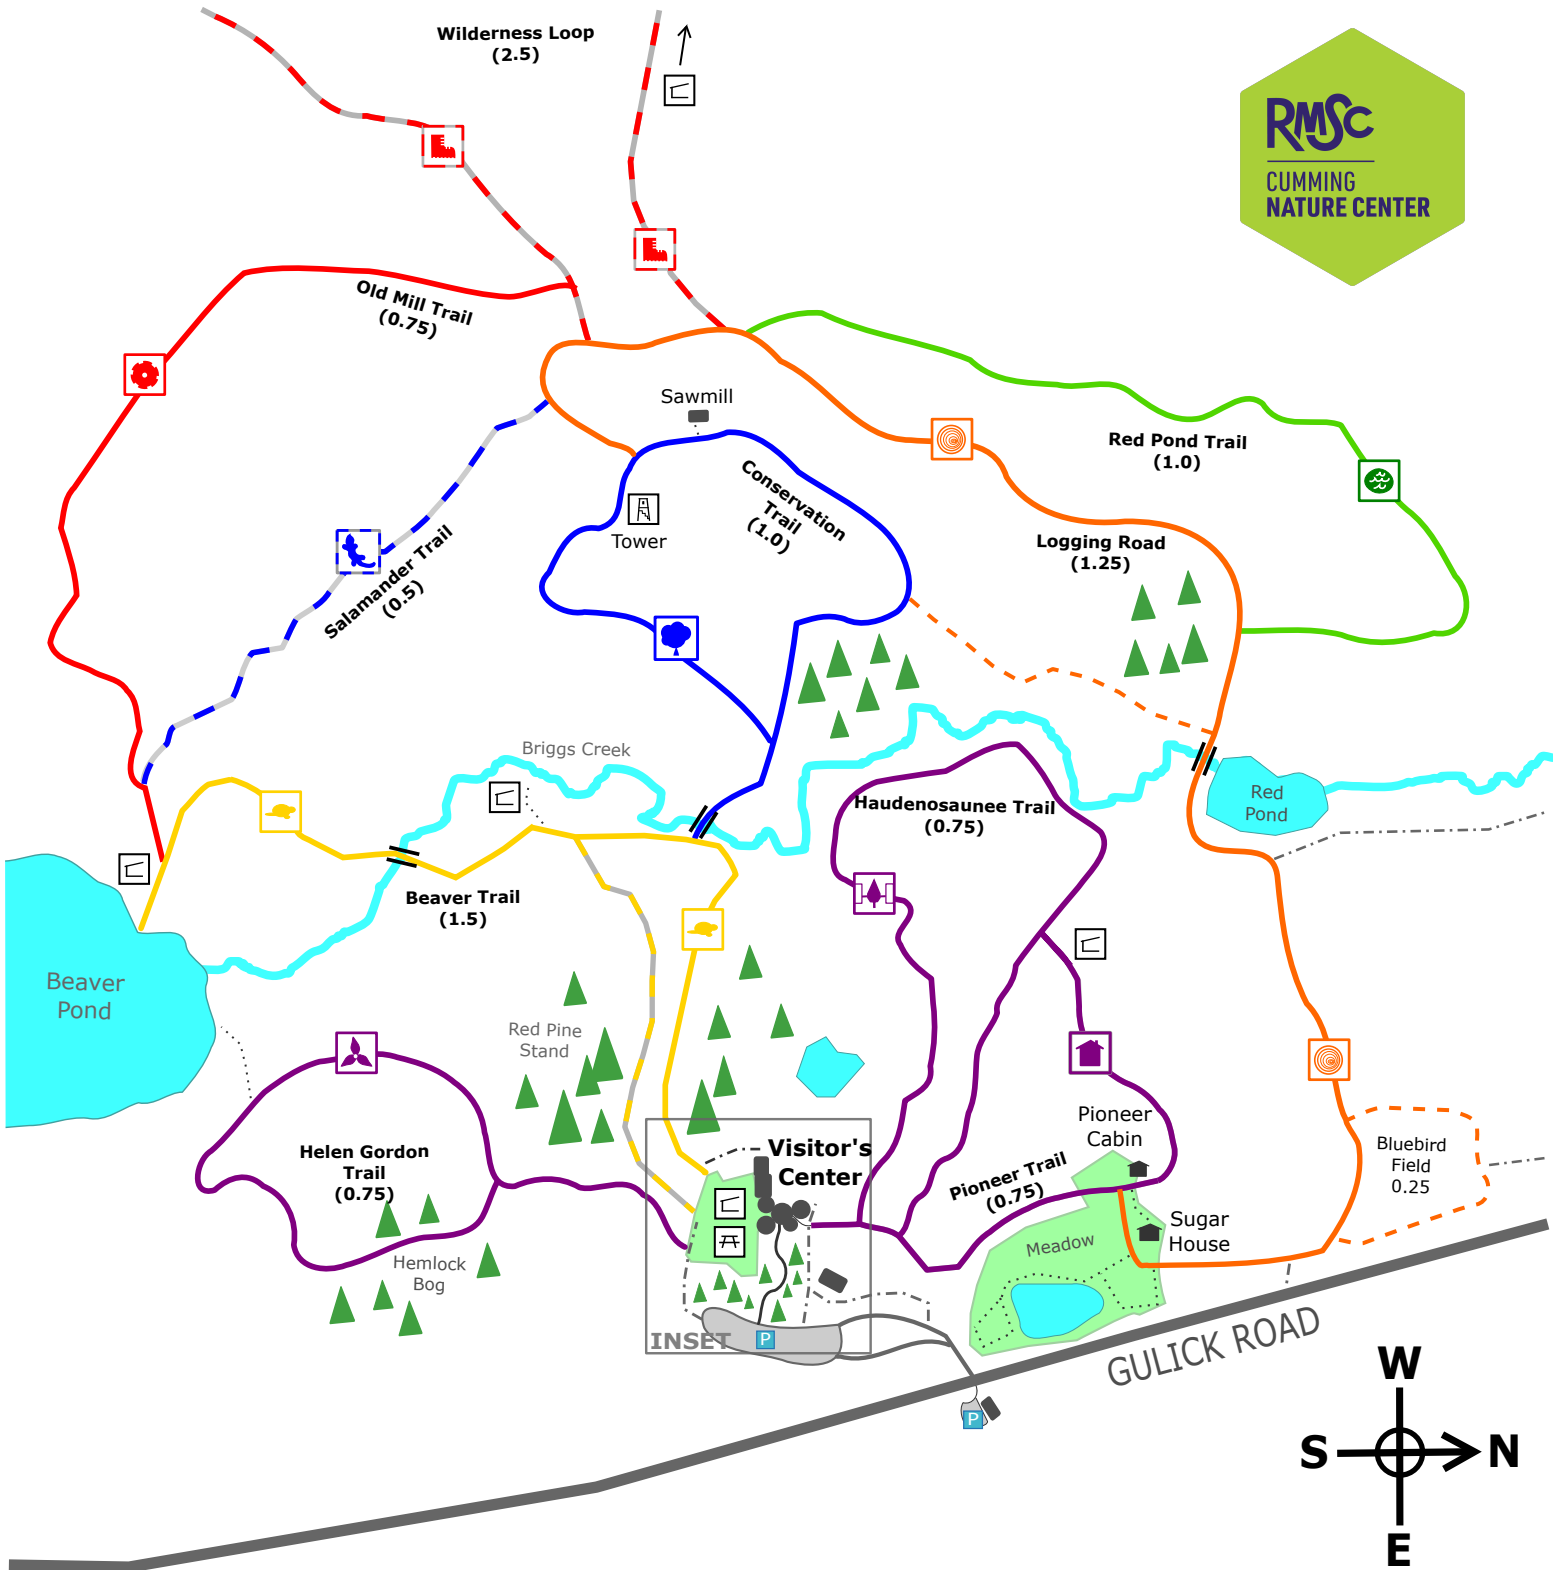 Wilderness Loop
(2.5)
RMSC
CUMMING
NATURE CENTER
Old Mill Trail
(0.75)
Sawmill
Red Pond Trail
(1.0)
Conservation
Trail
(1.0)
Tower
Logging Road
(1.25)
Salamander Trail
(0.5)
Briggs Creek
Red
Pond
Haudenosaunee Trail
(0.75)
Beaver Trail
(1.5)
Beaver
Pond
Red Pine
Stand
Pioneer
Cabin
Visitor's
Center
Helen Gordon
Trail
(0.75)
Pioneer Trail
(0.75)
Bluebird
Field
0.25
Sugar
House
Meadow
Hemlock
Bog
INSET
P
GULICK ROAD
P
W
S
N
E